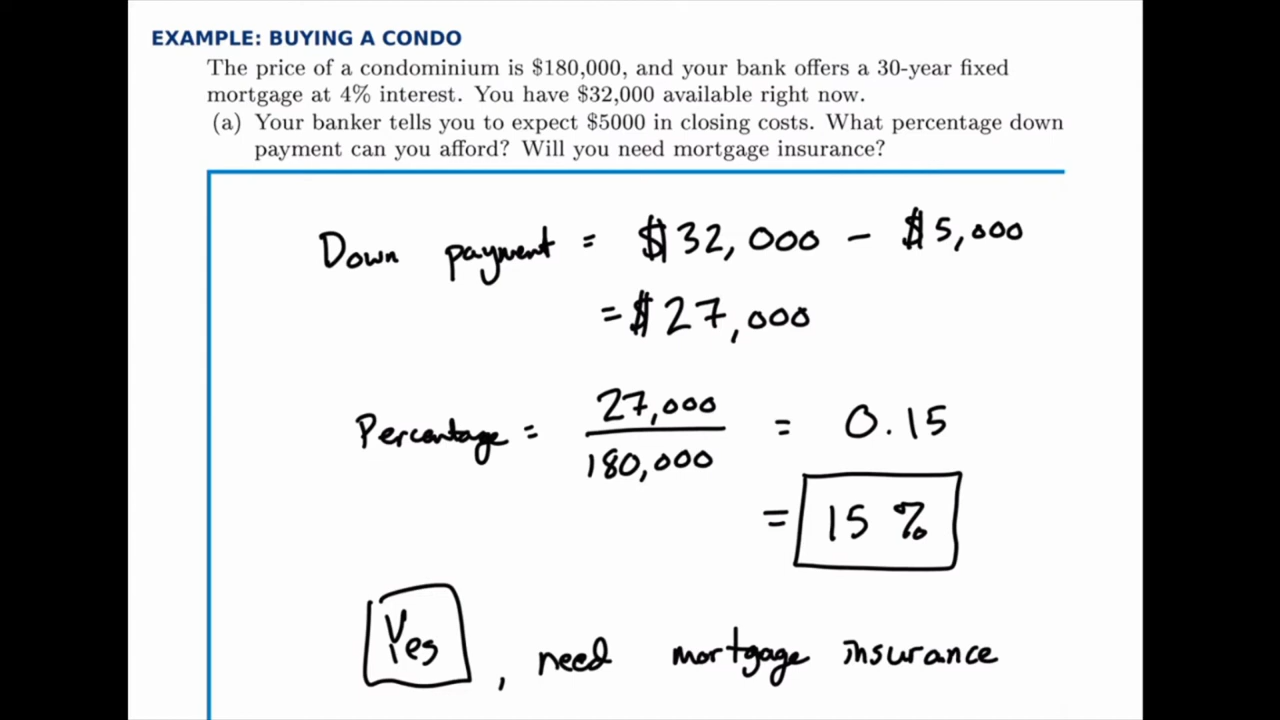 EXAMPLE: BUYING A CONDO
The price of a condominium is $180,000, and your bank offers a 30-year fixed
mortgage at 4% interest. You have $32,000 available right now.
(a) Your banker tells you to expect $5000 in closing costs. What percentage down
payment can you afford? Will you need mortgage insurance?
Down payment = $32,000 – $5,000
= $27,000
Percentage = 27,000 / 180,000 = 0.15
= 15 %
Yes, need mortgage insurance